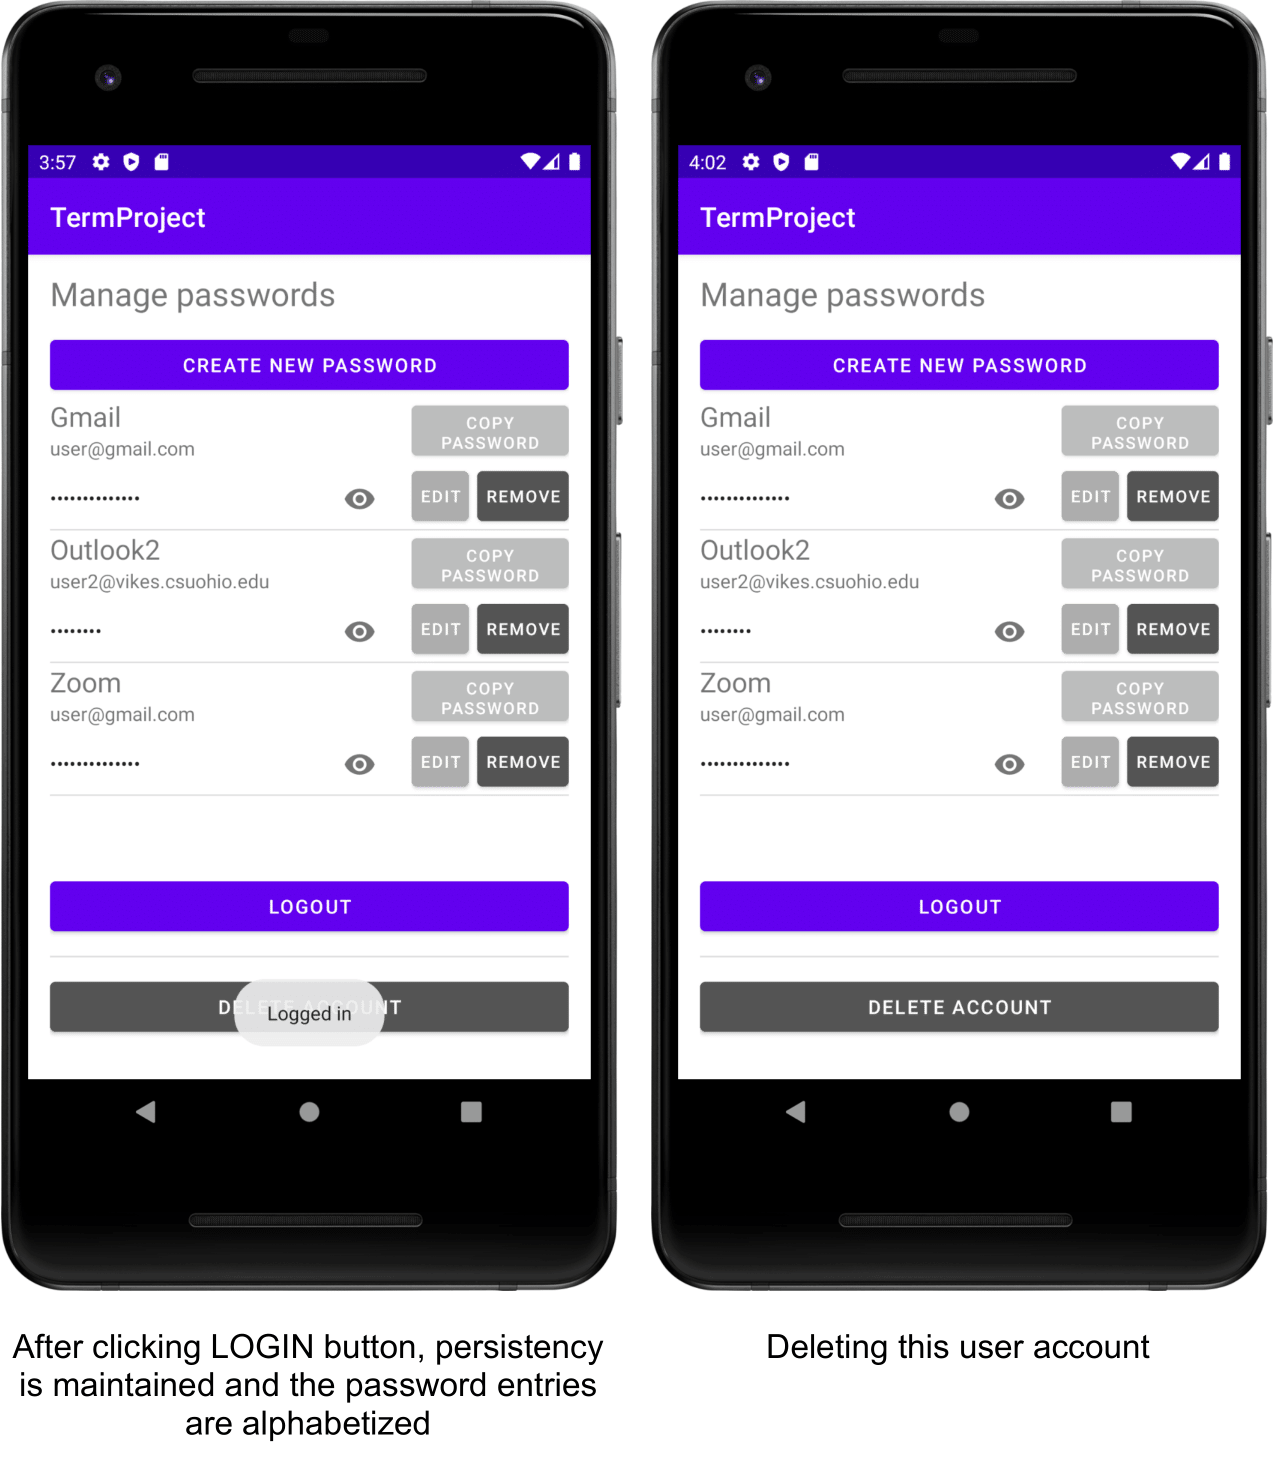 3:57
TermProject
Manage passwords
CREATE NEW PASSWORD
Gmail
user@gmail.com
COPY
PASSWORD
••••••••••••••
EDIT
REMOVE
Outlook2
user2@vikes.csuohio.edu
COPY
PASSWORD
••••••••
EDIT
REMOVE
Zoom
user@gmail.com
COPY
PASSWORD
••••••••••••••
EDIT
REMOVE
LOGOUT
DELETE ACCOUNT
Logged in
After clicking LOGIN button, persistency
is maintained and the password entries
are alphabetized
4:02
TermProject
Manage passwords
CREATE NEW PASSWORD
Gmail
user@gmail.com
COPY
PASSWORD
••••••••••••••
EDIT
REMOVE
Outlook2
user2@vikes.csuohio.edu
COPY
PASSWORD
••••••••
EDIT
REMOVE
Zoom
user@gmail.com
COPY
PASSWORD
••••••••••••••
EDIT
REMOVE
LOGOUT
DELETE ACCOUNT
Deleting this user account